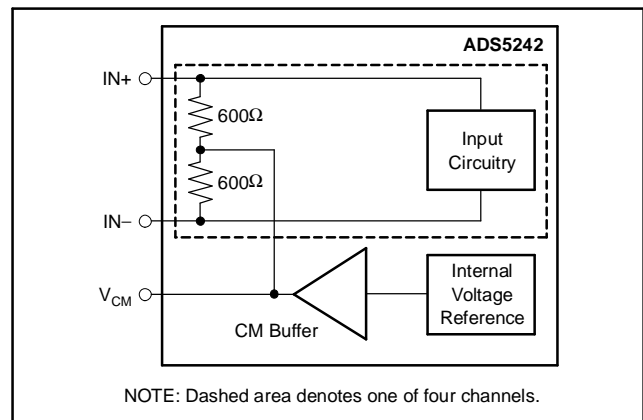 ADS5242
IN+
600Ω
Input
Circuitry
600Ω
IN−
VCM
CM Buffer
Internal
Voltage
Reference
NOTE: Dashed area denotes one of four channels.